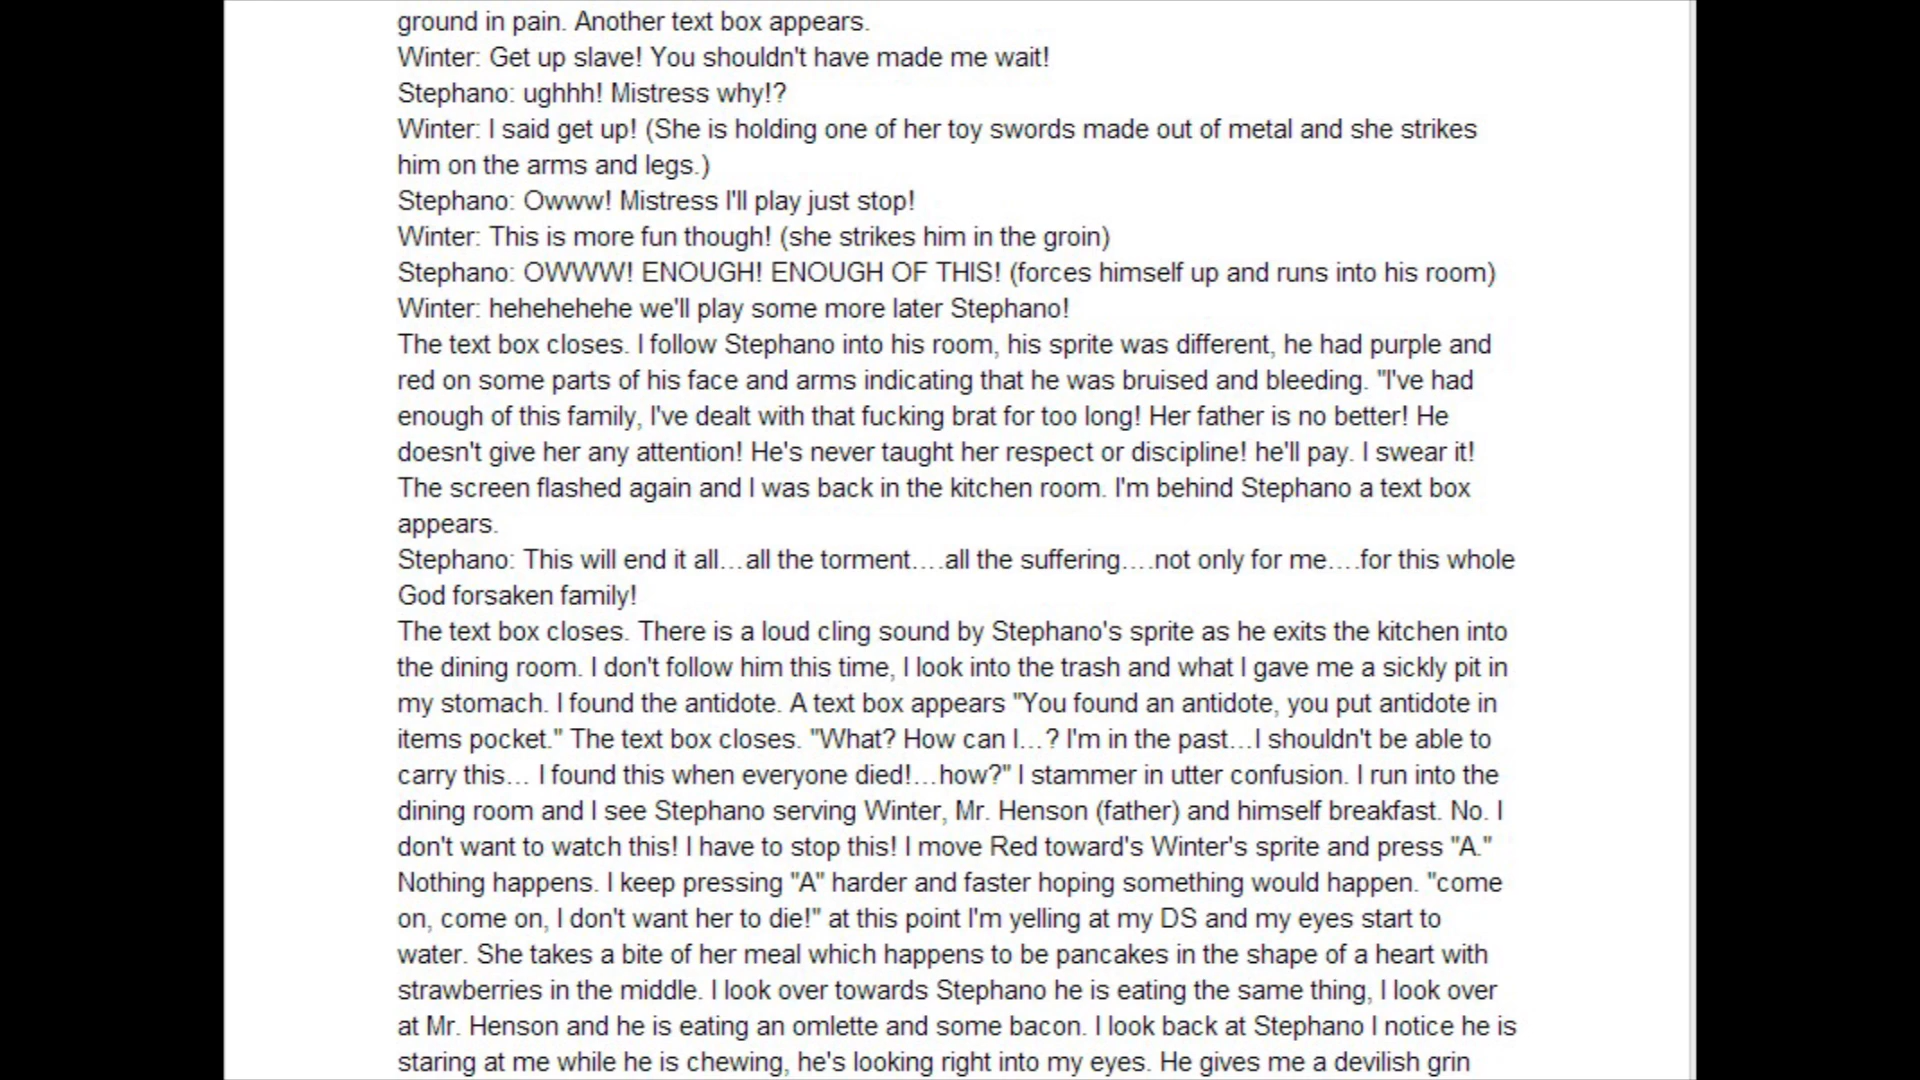 ground in pain. Another text box appears.
Winter: Get up slave! You shouldn't have made me wait!
Stephano: ughhh! Mistress why!?
Winter: I said get up! (She is holding one of her toy swords made out of metal and she strikes
him on the arms and legs.)
Stephano: Owww! Mistress I'll play just stop!
Winter: This is more fun though! (she strikes him in the groin)
Stephano: OWWW! ENOUGH! ENOUGH OF THIS! (forces himself up and runs into his room)
Winter: hehehehehe we'll play some more later Stephano!
The text box closes. I follow Stephano into his room, his sprite was different, he had purple and
red on some parts of his face and arms indicating that he was bruised and bleeding. "I've had
enough of this family, I've dealt with that fucking brat for too long! Her father is no better! He
doesn't give her any attention! He's never taught her respect or discipline! he'll pay. I swear it!
The screen flashed again and I was back in the kitchen room. I'm behind Stephano a text box
appears.
Stephano: This will end it all…all the torment….all the suffering….not only for me….for this whole
God forsaken family!
The text box closes. There is a loud cling sound by Stephano's sprite as he exits the kitchen into
the dining room. I don't follow him this time, I look into the trash and what I gave me a sickly pit in
my stomach. I found the antidote. A text box appears "You found an antidote, you put antidote in
items pocket." The text box closes. "What? How can I…? I'm in the past…I shouldn't be able to
carry this… I found this when everyone died!…how?" I stammer in utter confusion. I run into the
dining room and I see Stephano serving Winter, Mr. Henson (father) and himself breakfast. No. I
don't want to watch this! I have to stop this! I move Red toward's Winter's sprite and press "A."
Nothing happens. I keep pressing "A" harder and faster hoping something would happen. "come
on, come on, I don't want her to die!" at this point I'm yelling at my DS and my eyes start to
water. She takes a bite of her meal which happens to be pancakes in the shape of a heart with
strawberries in the middle. I look over towards Stephano he is eating the same thing, I look over
at Mr. Henson and he is eating an omlette and some bacon. I look back at Stephano I notice he is
staring at me while he is chewing, he's looking right into my eyes. He gives me a devilish grin